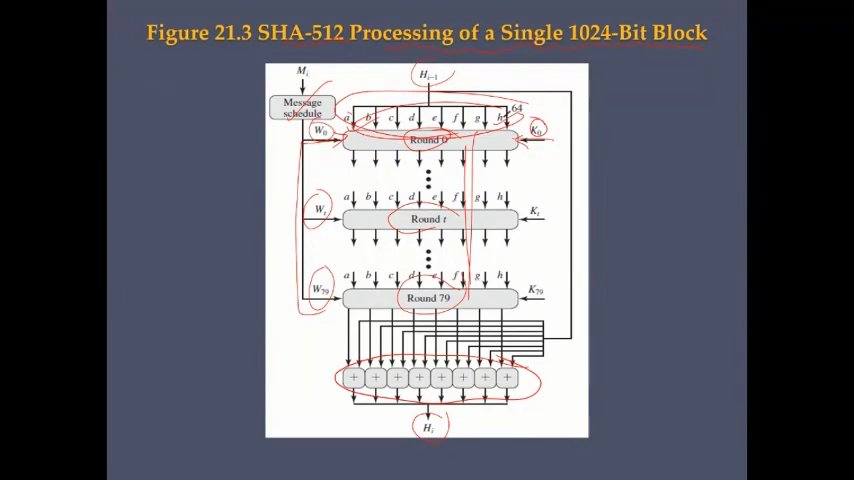 Figure 21.3 SHA-512 Processing of a Single 1024-Bit Block
Mi
Hi–1
Message
schedule
64
a b c d e f g h
W0
Round 0
K0
a b c d e f g h
Wt
Round t
Kt
a b c d e f g h
W79
Round 79
K79
+ + + + + + + +
Hi